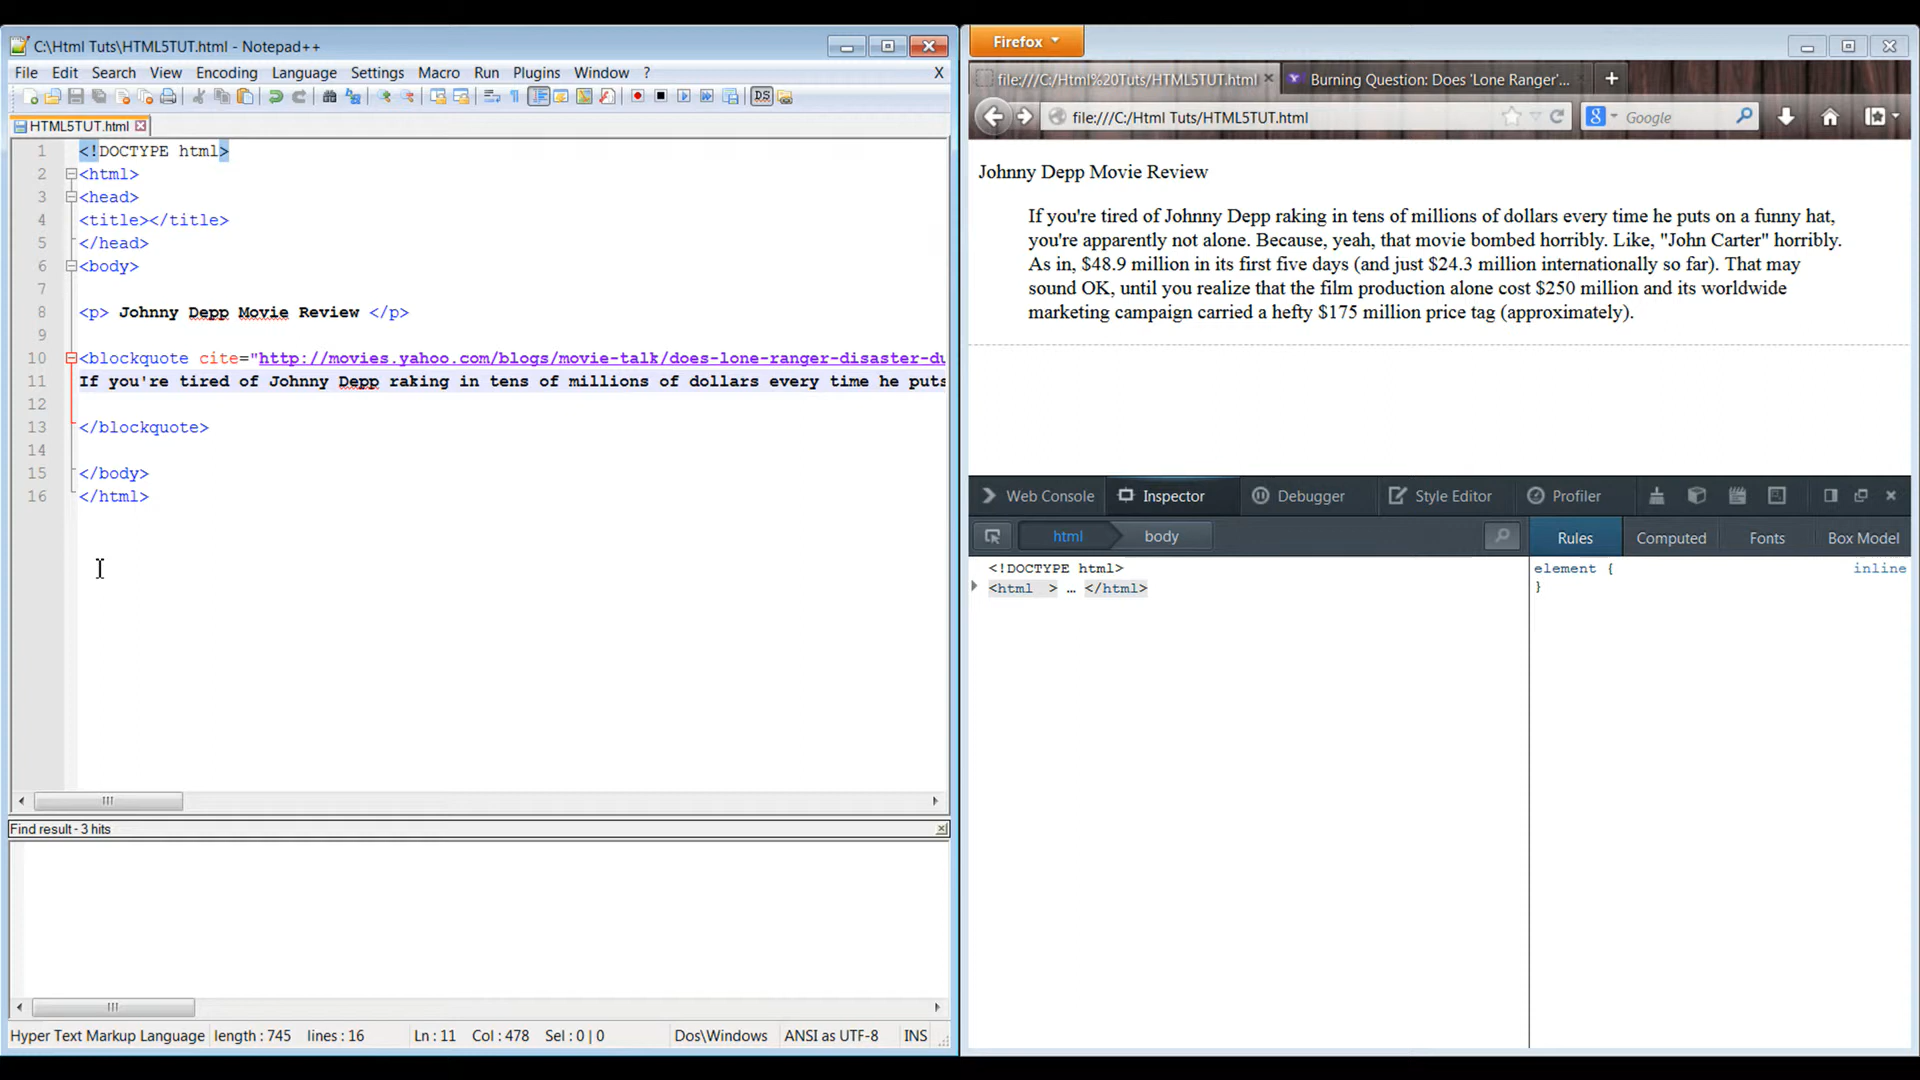 C:\Html Tuts\HTML5TUT.html - Notepad++
File Edit Search View Encoding Language Settings Macro Run Plugins Window ? X
HTML5TUT.html
1 <!DOCTYPE html>
2 <html>
3 <head>
4 <title></title>
5 </head>
6 <body>
7
8 <p> Johnny Depp Movie Review </p>
9
10 <blockquote cite="http://movies.yahoo.com/blogs/movie-talk/does-lone-ranger-disaster-du
11 If you're tired of Johnny Depp raking in tens of millions of dollars every time he puts
12
13 </blockquote>
14
15 </body>
16 </html>
Find result - 3 hits
Hyper Text Markup Language length : 745 lines : 16 Ln : 11 Col : 478 Sel : 0 | 0 Dos\Windows ANSI as UTF-8 INS
Firefox
file:///C:/Html%20Tuts/HTML5TUT.html
Burning Question: Does 'Lone Ranger'...
file:///C:/Html Tuts/HTML5TUT.html
Google
Johnny Depp Movie Review
If you're tired of Johnny Depp raking in tens of millions of dollars every time he puts on a funny hat,
you're apparently not alone. Because, yeah, that movie bombed horribly. Like, "John Carter" horribly.
As in, $48.9 million in its first five days (and just $24.3 million internationally so far). That may
sound OK, until you realize that the film production alone cost $250 million and its worldwide
marketing campaign carried a hefty $175 million price tag (approximately).
Web Console Inspector Debugger Style Editor Profiler
html body
Rules Computed Fonts Box Model
<!DOCTYPE html>
<html > … </html>
element { inline
}